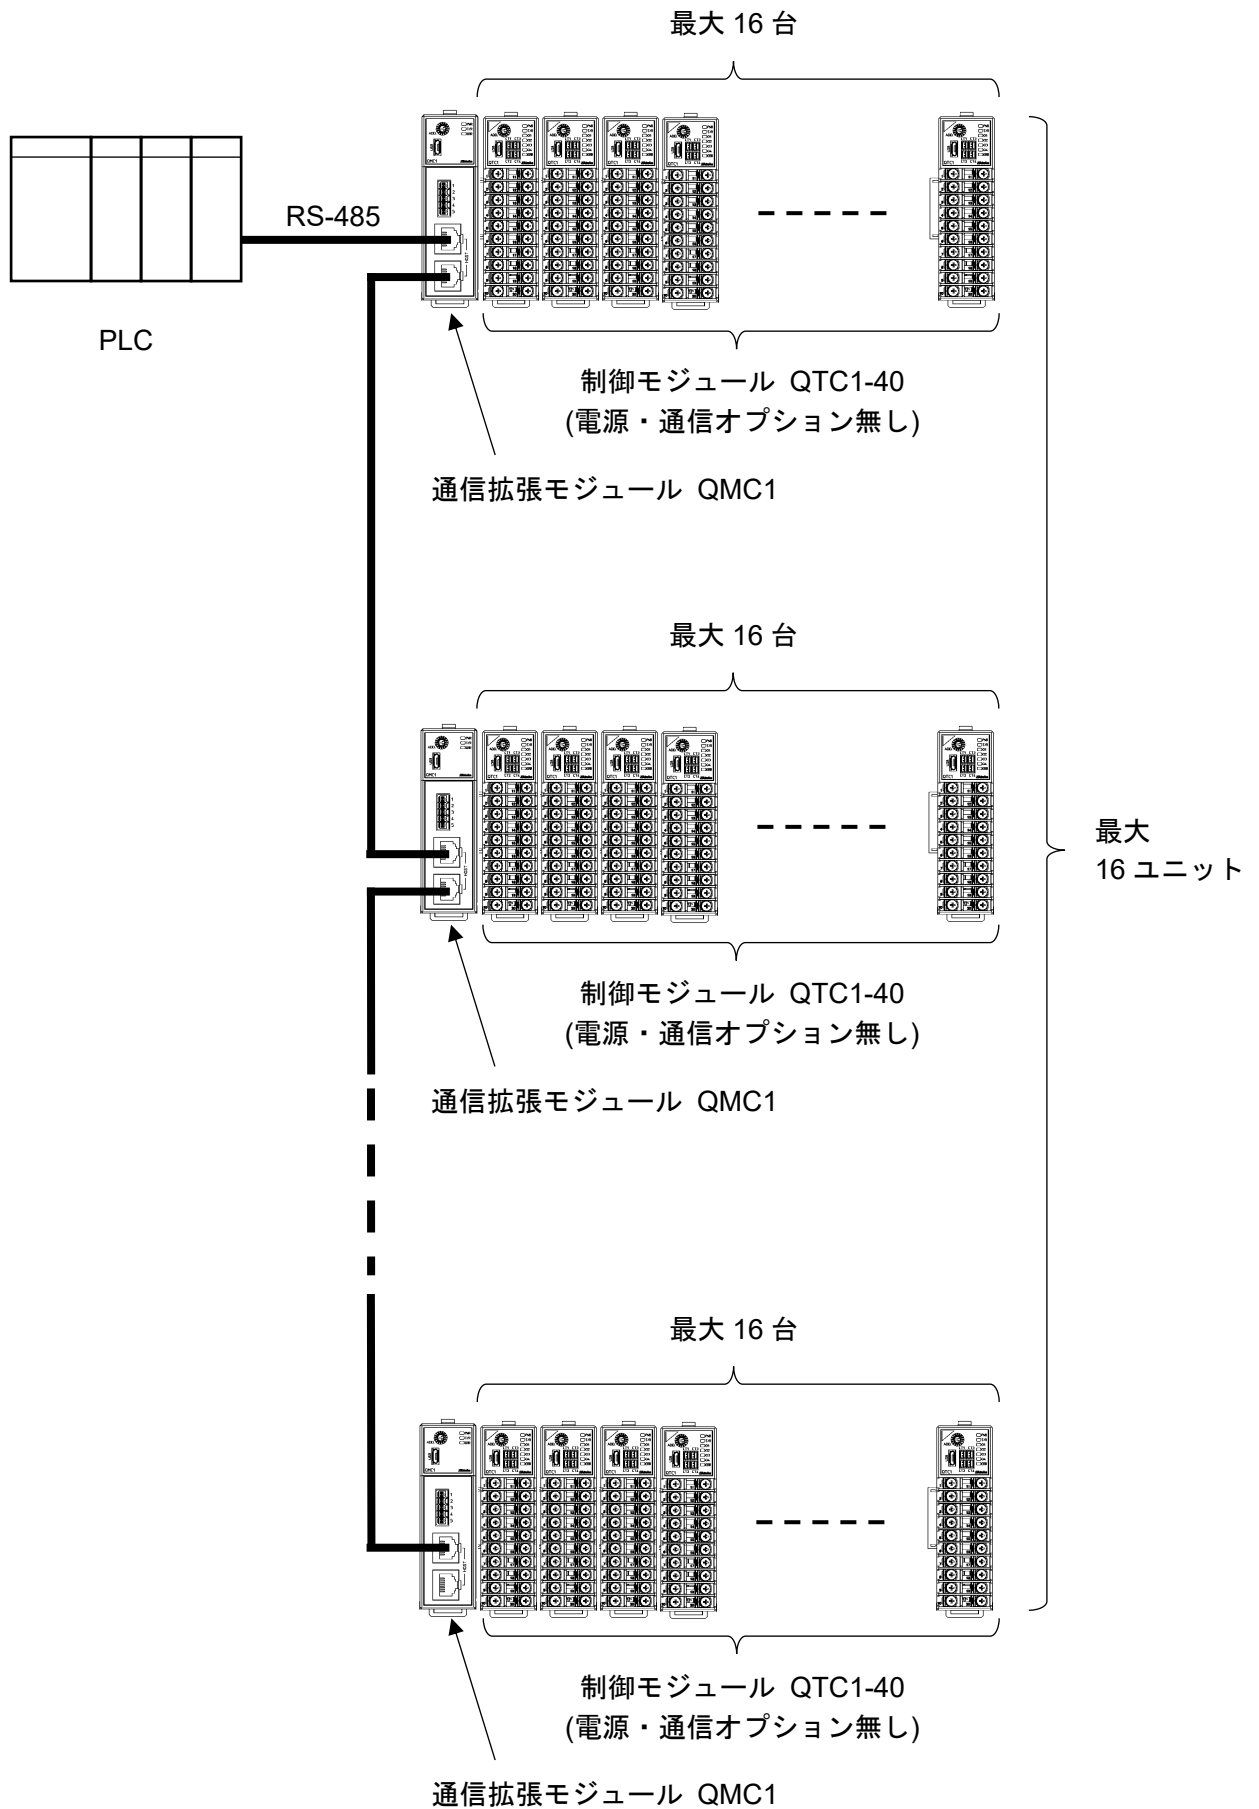 最大 16 台
RS-485
PLC
制御モジュール QTC1-40
(電源・通信オプション無し)
通信拡張モジュール QMC1
最大 16 台
最大
16 ユニット
制御モジュール QTC1-40
(電源・通信オプション無し)
通信拡張モジュール QMC1
最大 16 台
制御モジュール QTC1-40
(電源・通信オプション無し)
通信拡張モジュール QMC1